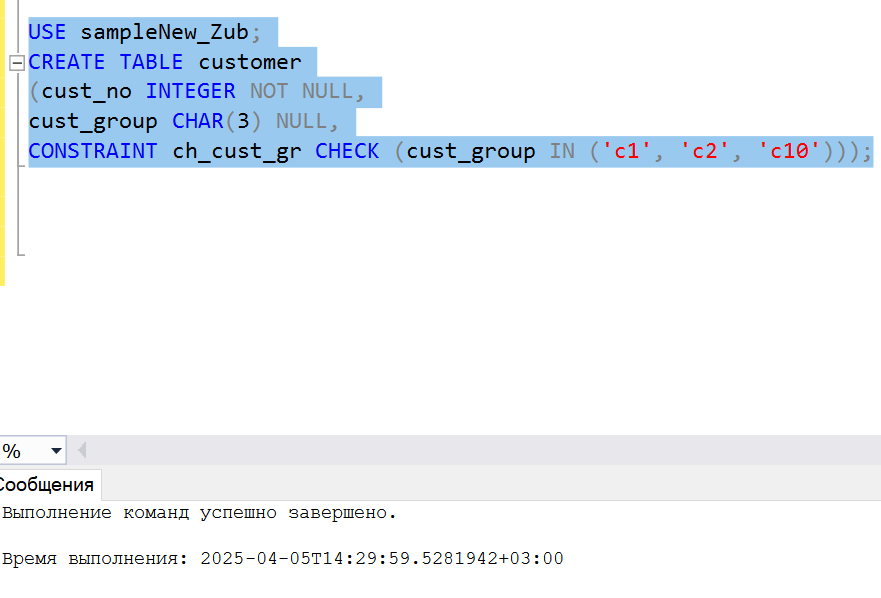 USE sampleNew_Zub;
CREATE TABLE customer
(cust_no INTEGER NOT NULL,
cust_group CHAR(3) NULL,
CONSTRAINT ch_cust_gr CHECK (cust_group IN ('c1', 'c2', 'c10')));
%
Сообщения
Выполнение команд успешно завершено.
Время выполнения: 2025-04-05T14:29:59.5281942+03:00